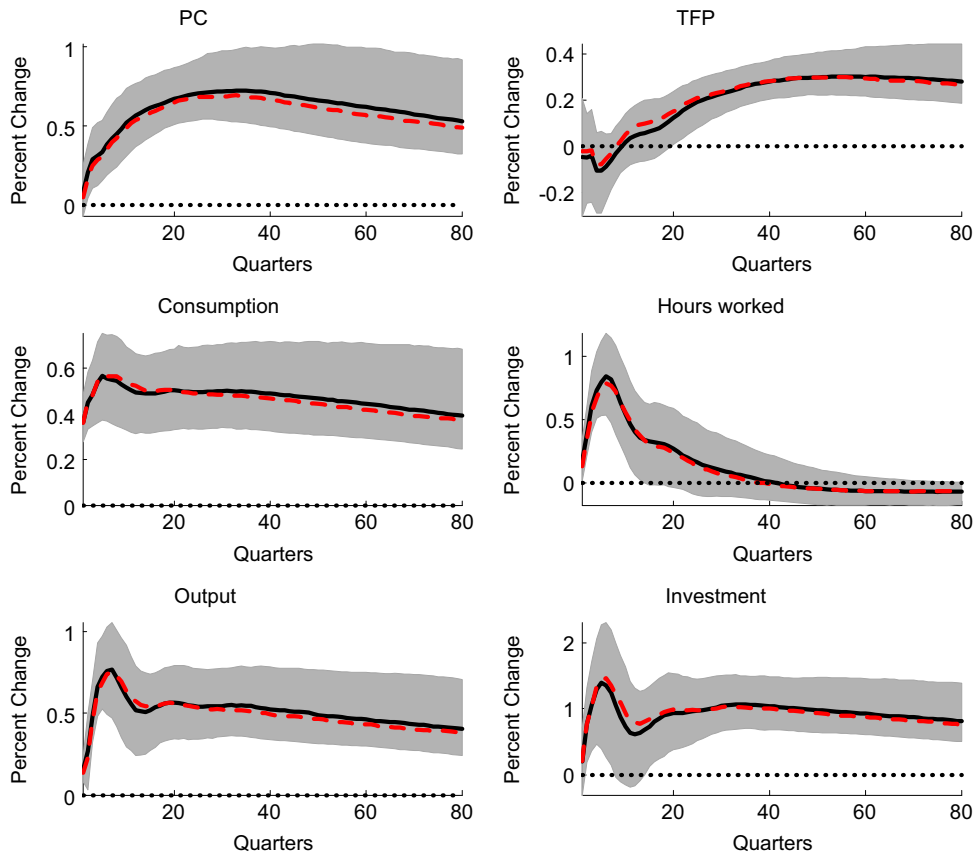 PC
Percent Change
1
0.5
0
20
40
60
80
Quarters
TFP
Percent Change
0.4
0.2
0
-0.2
20
40
60
80
Quarters
Consumption
Percent Change
0.6
0.4
0.2
0
20
40
60
80
Quarters
Hours worked
Percent Change
1
0.5
0
20
40
60
80
Quarters
Output
Percent Change
1
0.5
0
20
40
60
80
Quarters
Investment
Percent Change
2
1
0
20
40
60
80
Quarters